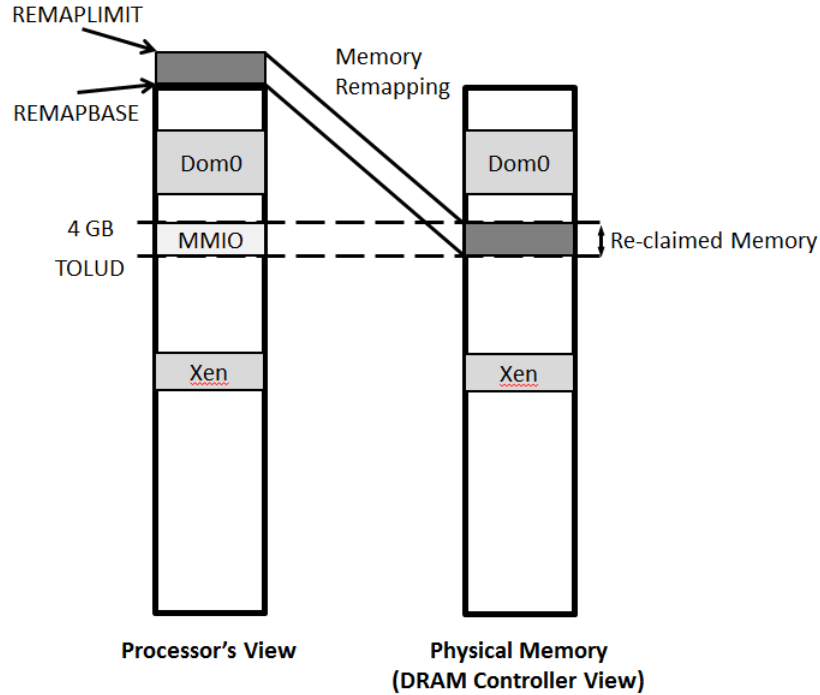 REMAPLIMIT
Memory
Remapping
REMAPBASE
Dom0
Dom0
4 GB
MMIO
Re-claimed Memory
TOLUD
Xen
Xen
Processor's View
Physical Memory
(DRAM Controller View)